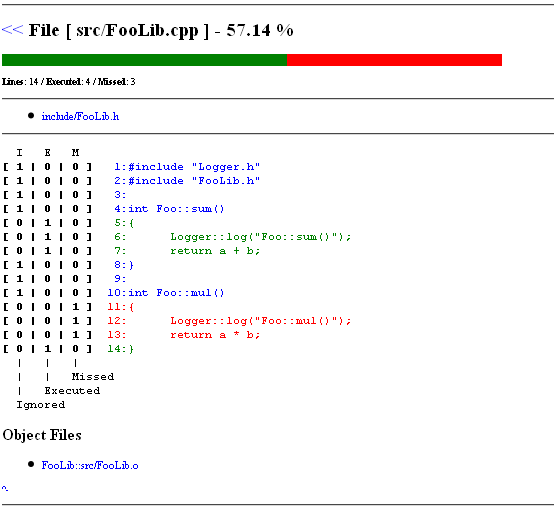 << File [ src/FooLib.cpp ] - 57.14 %
Lines: 14 / Executed: 4 / Missed: 3
include/FooLib.h
I E M
[ 1 | 0 | 0 ] 1:#include "Logger.h"
[ 1 | 0 | 0 ] 2:#include "FooLib.h"
[ 1 | 0 | 0 ] 3:
[ 1 | 0 | 0 ] 4:int Foo::sum()
[ 0 | 1 | 0 ] 5:{
[ 0 | 1 | 0 ] 6: Logger::log("Foo::sum()");
[ 0 | 1 | 0 ] 7: return a + b;
[ 1 | 0 | 0 ] 8:}
[ 1 | 0 | 0 ] 9:
[ 1 | 0 | 0 ] 10:int Foo::mul()
[ 0 | 0 | 1 ] 11:{
[ 0 | 0 | 1 ] 12: Logger::log("Foo::mul()");
[ 0 | 0 | 1 ] 13: return a * b;
[ 0 | 1 | 0 ] 14:}
| | |
| | Missed
| Executed
Ignored
Object Files
FooLib::src/FooLib.o
^